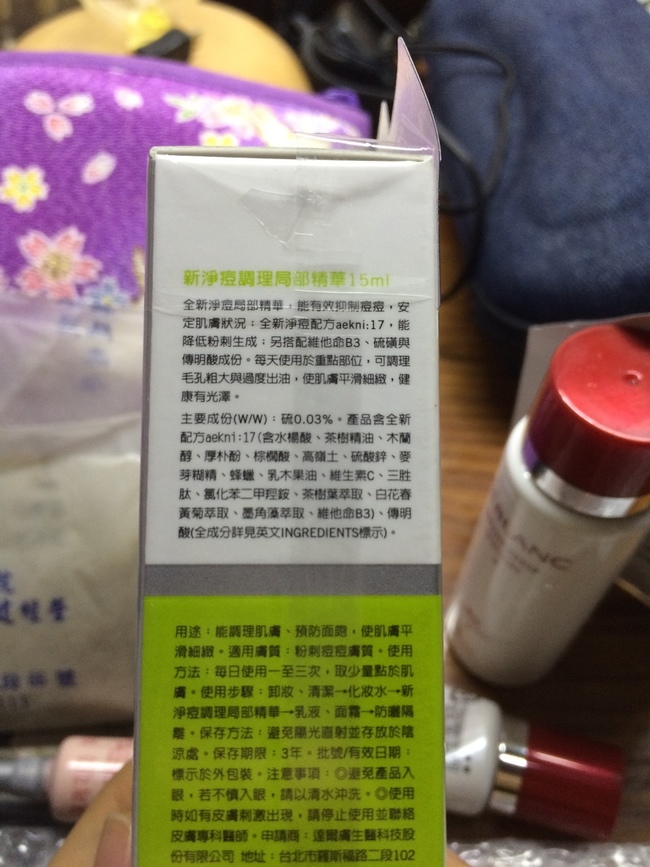 新淨痘調理局部精華15ml
全新淨痘局部精華，能有效抑制痘痘，安
定肌膚狀況；全新淨痘配方aekni:17，能
降低粉刺生成；另搭配維他命B3、硫磺與
傳明酸成份。每天使用於重點部位，可調理
毛孔粗大與過度出油，使肌膚平滑細緻，健
康有光澤。
主要成份(W/W)：硫0.03%。產品含全新
配方aekni:17(含水楊酸、茶樹精油、木蘭
醇、厚朴酚、棕櫚酸、高嶺土、硫酸鋅、麥
芽糊精、蜂蠟、乳木果油、維生素C、三胜
肽、氯化苯二甲羥銨、茶樹葉萃取、白花春
黃菊萃取、墨角藻萃取、維他命B3)、傳明
酸(全成分詳見英文INGREDIENTS標示)。
用途：能調理肌膚、預防面皰，使肌膚平
滑細緻。適用膚質：粉刺痘痘膚質。使用
方法：每日使用一至三次，取少量點於肌
膚。使用步驟：卸妝、清潔→化妝水→新
淨痘調理局部精華→乳液、面霜→防曬隔
離。保存方法：避免陽光直射並存放於陰
涼處。保存期限：3年。批號/有效日期：
標示於外包裝。注意事項：◎避免產品入
眼，若不慎入眼，請以清水沖洗。◎使用
時如有皮膚刺激出現，請停止使用並聯絡
皮膚專科醫師。申請商：達爾膚生醫科技股
份有限公司 地址：台北市羅斯福路二段102
BLANC